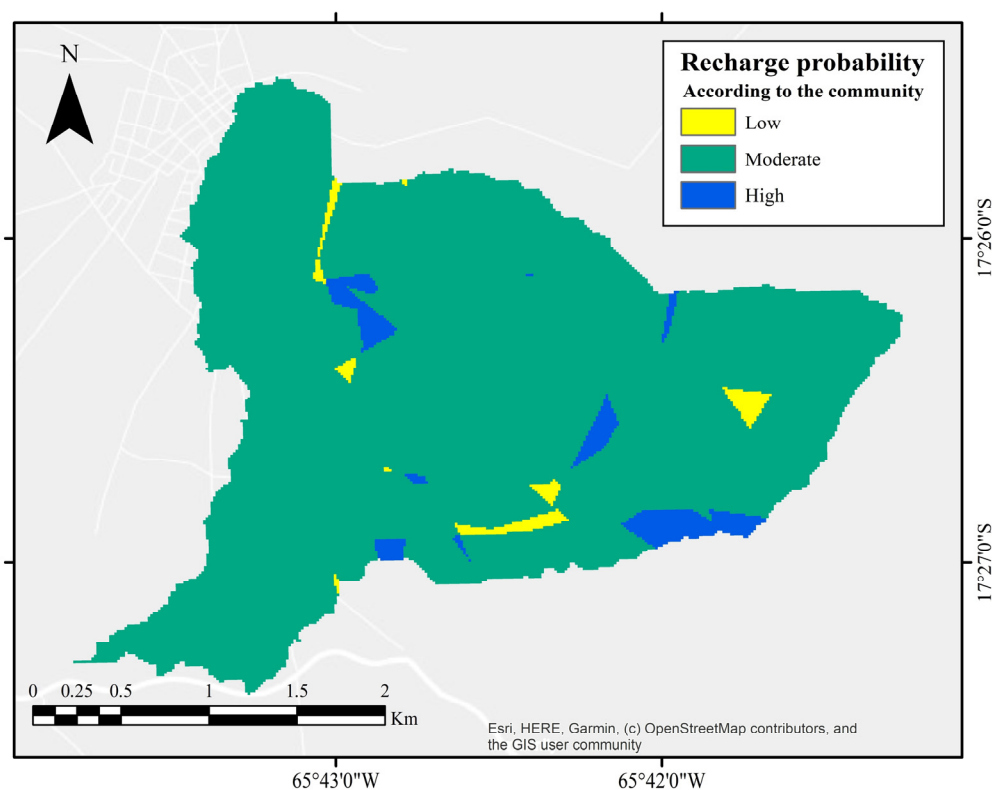 N
Recharge probability
According to the community
Low
Moderate
High
17°26'0"S
17°27'0"S
0 0.25 0.5 1 1.5 2
Km
Esri, HERE, Garmin, (c) OpenStreetMap contributors, and
the GIS user community
65°43'0"W 65°42'0"W